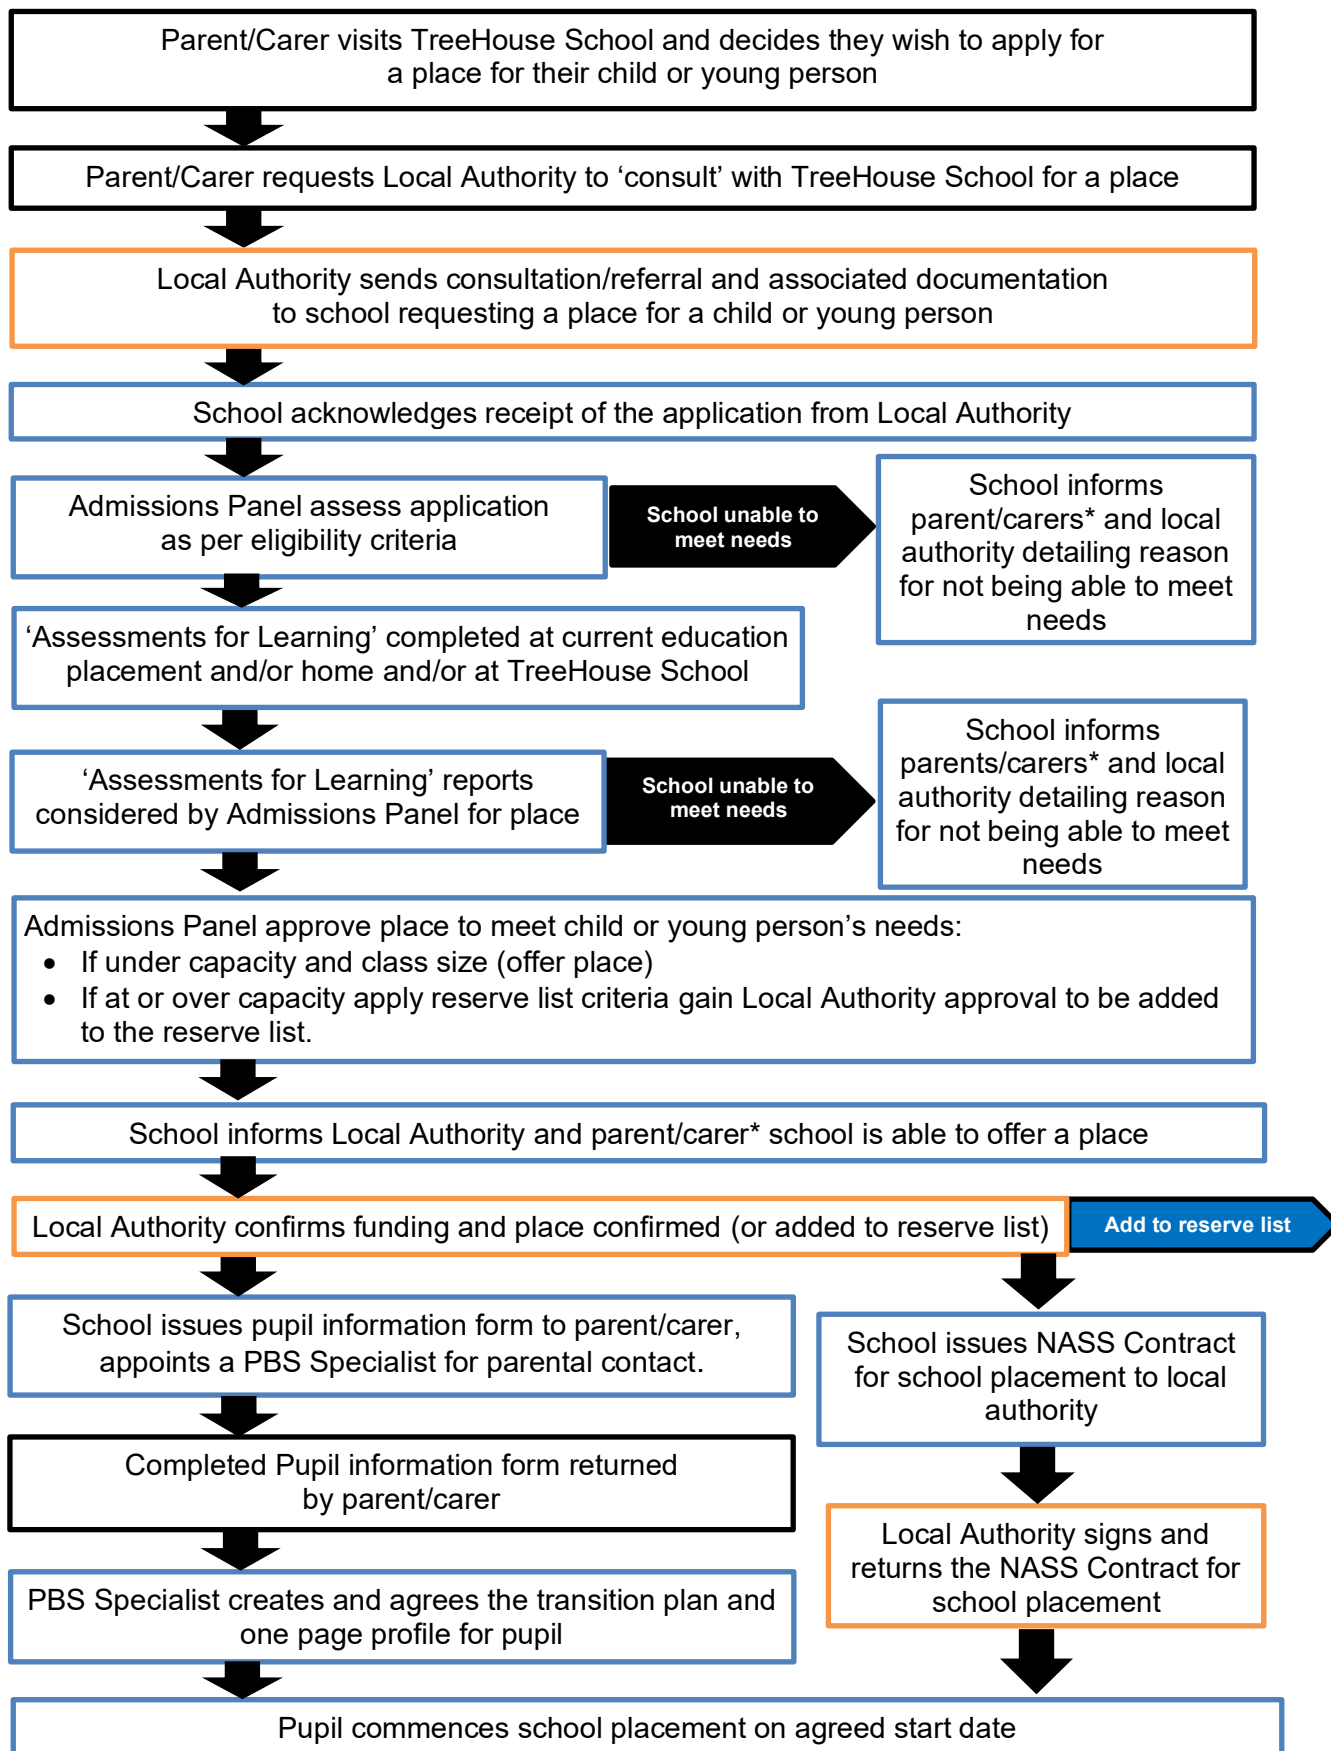 Parent/Carer visits TreeHouse School and decides they wish to apply for
a place for their child or young person
Parent/Carer requests Local Authority to ‘consult’ with TreeHouse School for a place
Local Authority sends consultation/referral and associated documentation
to school requesting a place for a child or young person
School acknowledges receipt of the application from Local Authority
Admissions Panel assess application
as per eligibility criteria
School unable to
meet needs
School informs
parent/carers* and local
authority detailing reason
for not being able to meet
needs
‘Assessments for Learning’ completed at current education
placement and/or home and/or at TreeHouse School
‘Assessments for Learning’ reports
considered by Admissions Panel for place
School unable to
meet needs
School informs
parents/carers* and local
authority detailing reason
for not being able to meet
needs
Admissions Panel approve place to meet child or young person’s needs:
• If under capacity and class size (offer place)
• If at or over capacity apply reserve list criteria gain Local Authority approval to be added
to the reserve list.
School informs Local Authority and parent/carer* school is able to offer a place
Local Authority confirms funding and place confirmed (or added to reserve list)
Add to reserve list
School issues pupil information form to parent/carer,
appoints a PBS Specialist for parental contact.
School issues NASS Contract
for school placement to local
authority
Completed Pupil information form returned
by parent/carer
Local Authority signs and
returns the NASS Contract for
school placement
PBS Specialist creates and agrees the transition plan and
one page profile for pupil
Pupil commences school placement on agreed start date